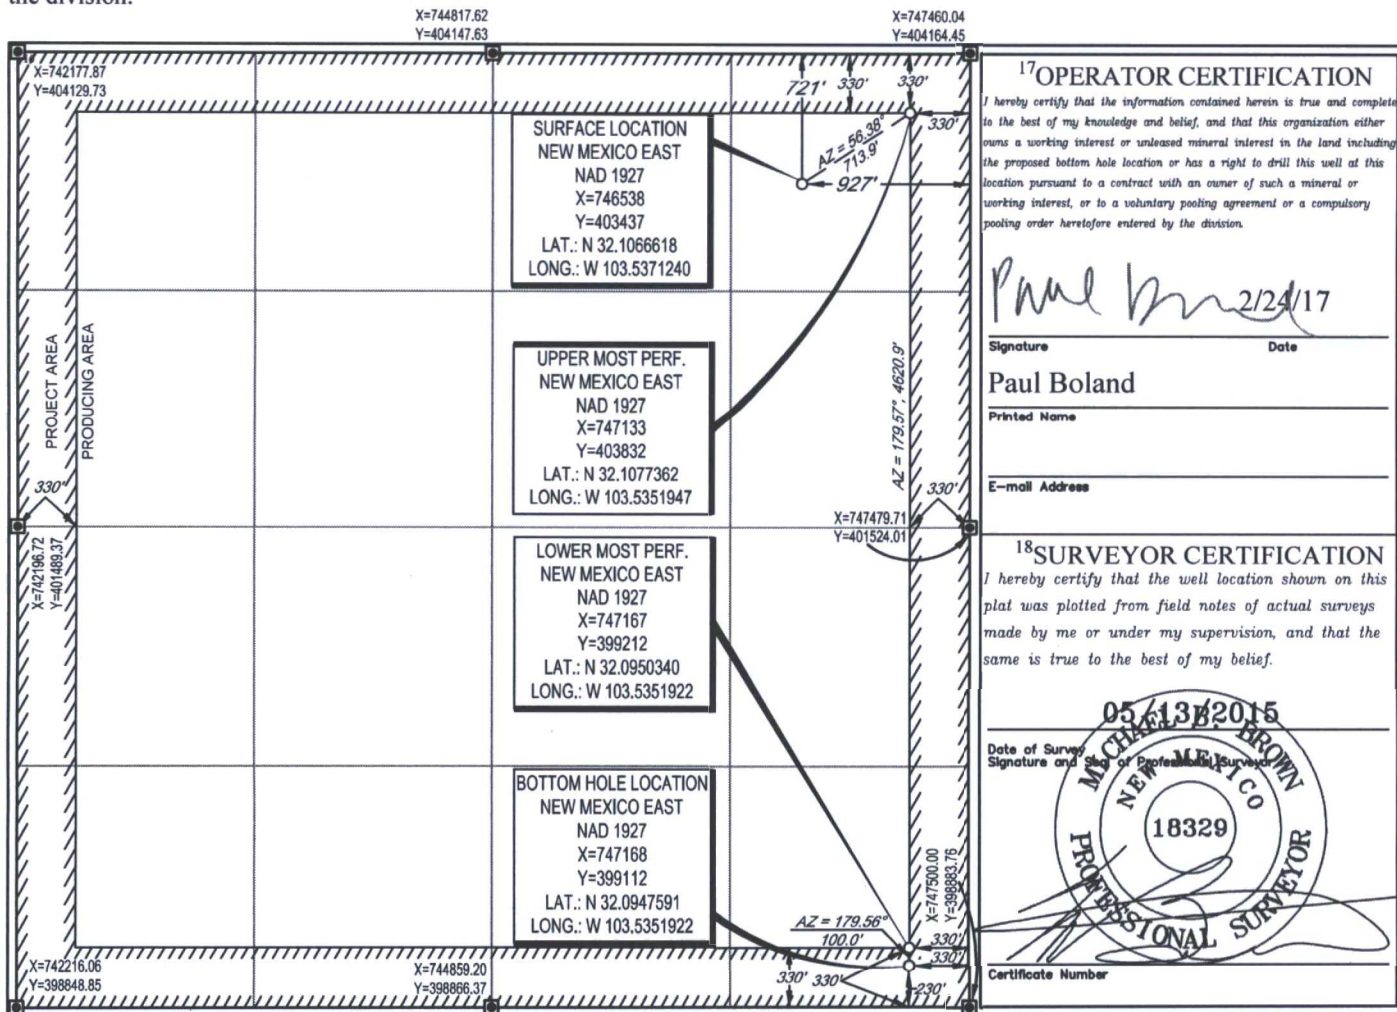 the division.
X=744817.62
Y=404147.63
X=747460.04
Y=404164.45
X=742177.87
Y=404129.73
721'
330'
330'
330'
AZ = 56.38°
713.9'
927'
SURFACE LOCATION
NEW MEXICO EAST
NAD 1927
X=746538
Y=403437
LAT.: N 32.1066618
LONG.: W 103.5371240
UPPER MOST PERF.
NEW MEXICO EAST
NAD 1927
X=747133
Y=403832
LAT.: N 32.1077362
LONG.: W 103.5351947
PROJECT AREA
PRODUCING AREA
330'
X=742196.72
Y=401489.37
AZ = 179.57°, 4620.9'
330'
X=747479.71
Y=401524.01
LOWER MOST PERF.
NEW MEXICO EAST
NAD 1927
X=747167
Y=399212
LAT.: N 32.0950340
LONG.: W 103.5351922
BOTTOM HOLE LOCATION
NEW MEXICO EAST
NAD 1927
X=747168
Y=399112
LAT.: N 32.0947591
LONG.: W 103.5351922
X=747500.00
Y=398883.76
AZ = 179.56°
100.0'
330'
330'
330'
330'
230'
X=742216.06
Y=398848.85
X=744859.20
Y=398866.37
17 OPERATOR CERTIFICATION
I hereby certify that the information contained herein is true and complete
to the best of my knowledge and belief, and that this organization either
owns a working interest or unleased mineral interest in the land including
the proposed bottom hole location or has a right to drill this well at this
location pursuant to a contract with an owner of such a mineral or
working interest, or to a voluntary pooling agreement or a compulsory
pooling order heretofore entered by the division.
2/24/17
Signature Date
Paul Boland
Printed Name
E-mail Address
18 SURVEYOR CERTIFICATION
I hereby certify that the well location shown on this
plat was plotted from field notes of actual surveys
made by me or under my supervision, and that the
same is true to the best of my belief.
05/13/2015
Date of Survey
Signature and Seal of Professional Surveyor
MICHAEL B. BROWN
NEW MEXICO
18329
PROFESSIONAL SURVEYOR
Certificate Number